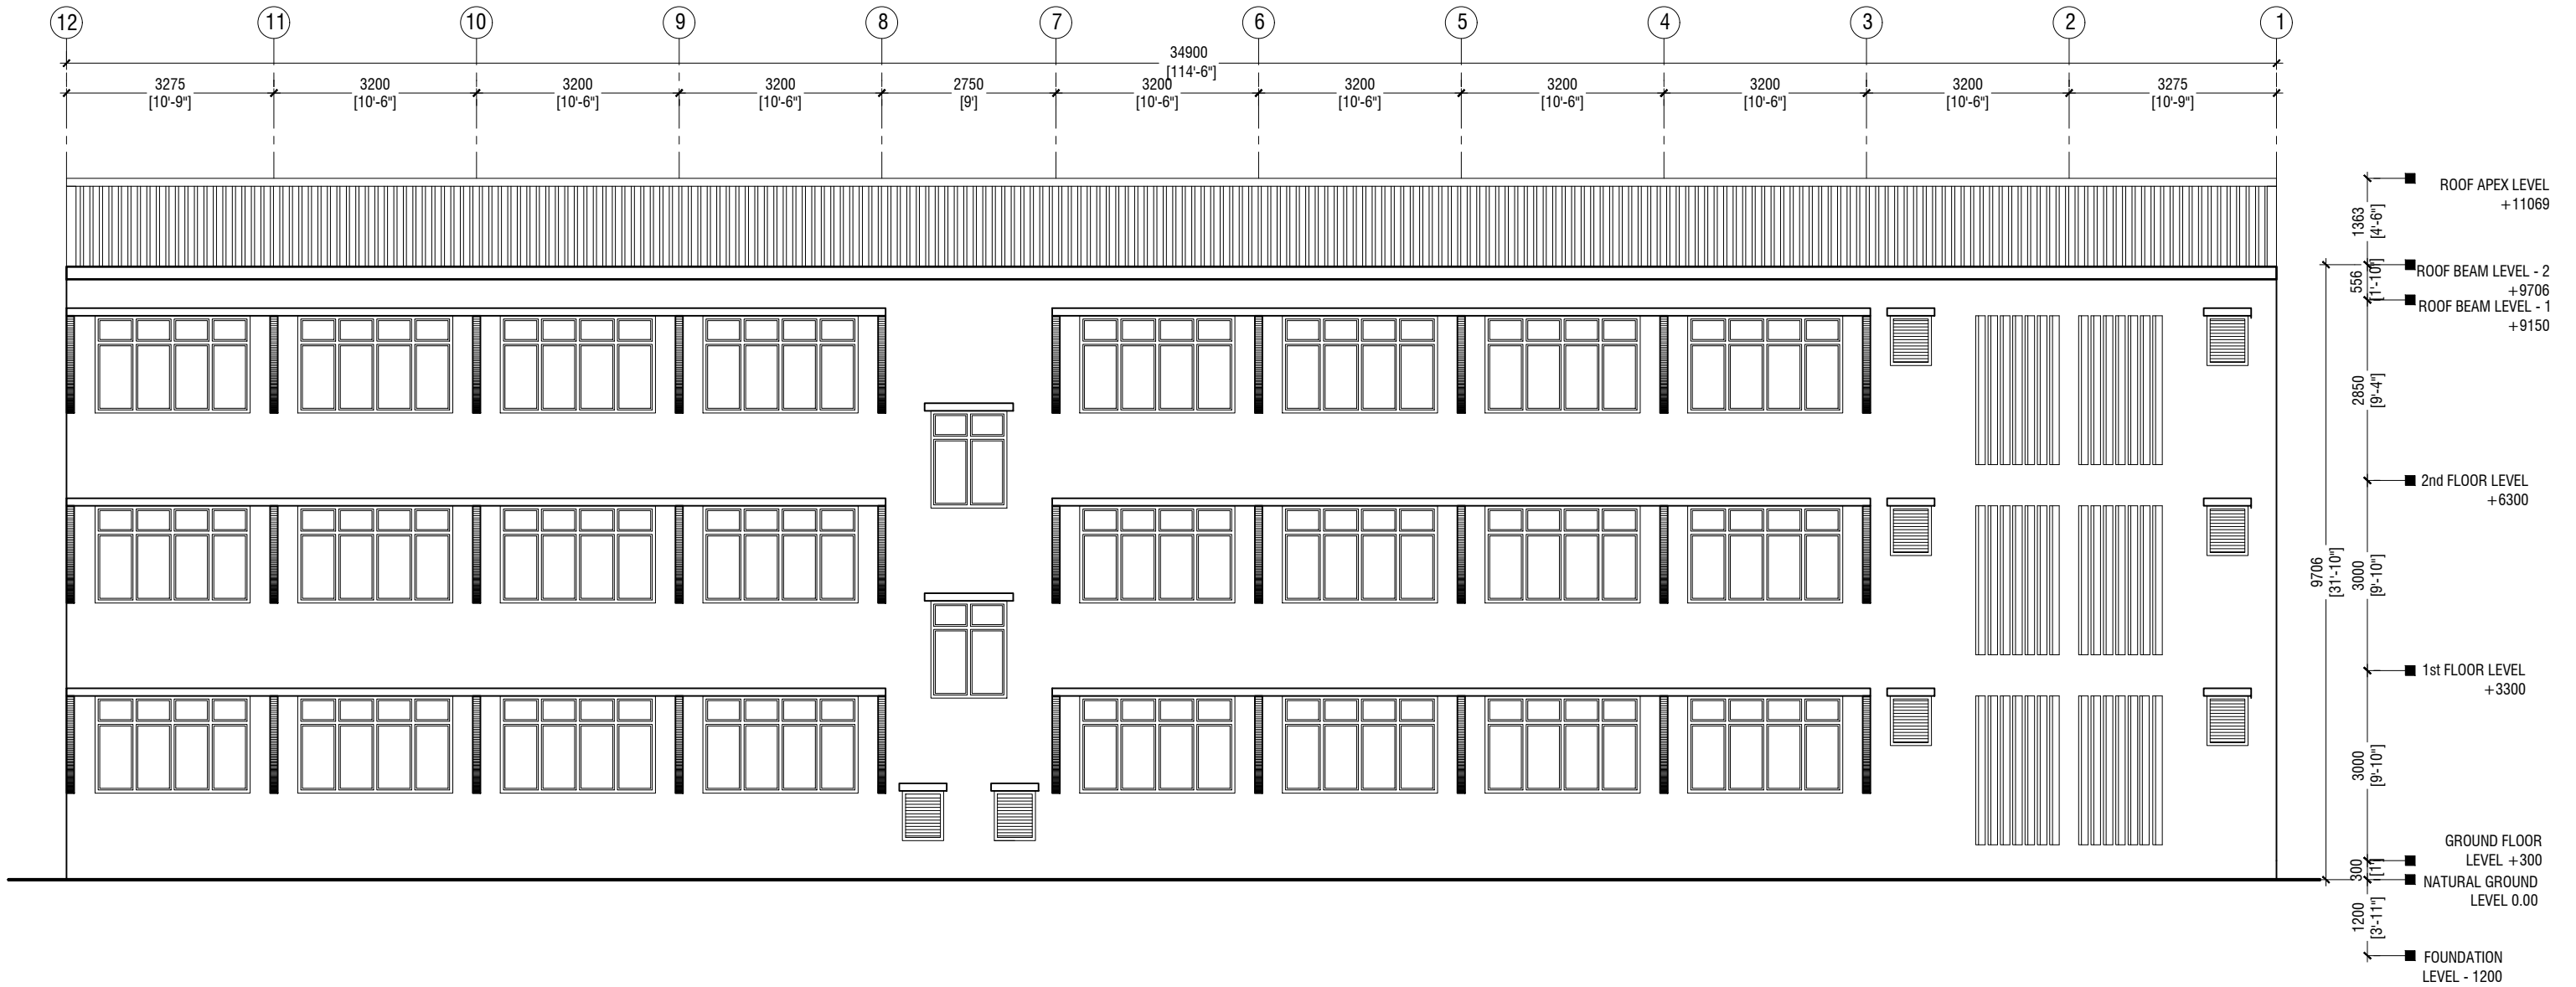 12 11 10 9 8 7 6 5 4 3 2 1
34900
[114'-6"]
3275 3200 3200 3200 2750 3200 3200 3200 3200 3200 3275
[10'-9"] [10'-6"] [10'-6"] [10'-6"] [9'] [10'-6"] [10'-6"] [10'-6"] [10'-6"] [10'-6"] [10'-9"]
ROOF APEX LEVEL
+11069
1363
[4'-6"]
ROOF BEAM LEVEL - 2
+9706
556
[1'-10"]
ROOF BEAM LEVEL - 1
+9150
2850
[9'-4"]
2nd FLOOR LEVEL
+6300
9706
[31'-10"]
3000
[9'-10"]
1st FLOOR LEVEL
+3300
3000
[9'-10"]
GROUND FLOOR
LEVEL +300
300
[1']
NATURAL GROUND
LEVEL 0.00
1200
[3'-11"]
FOUNDATION
LEVEL - 1200